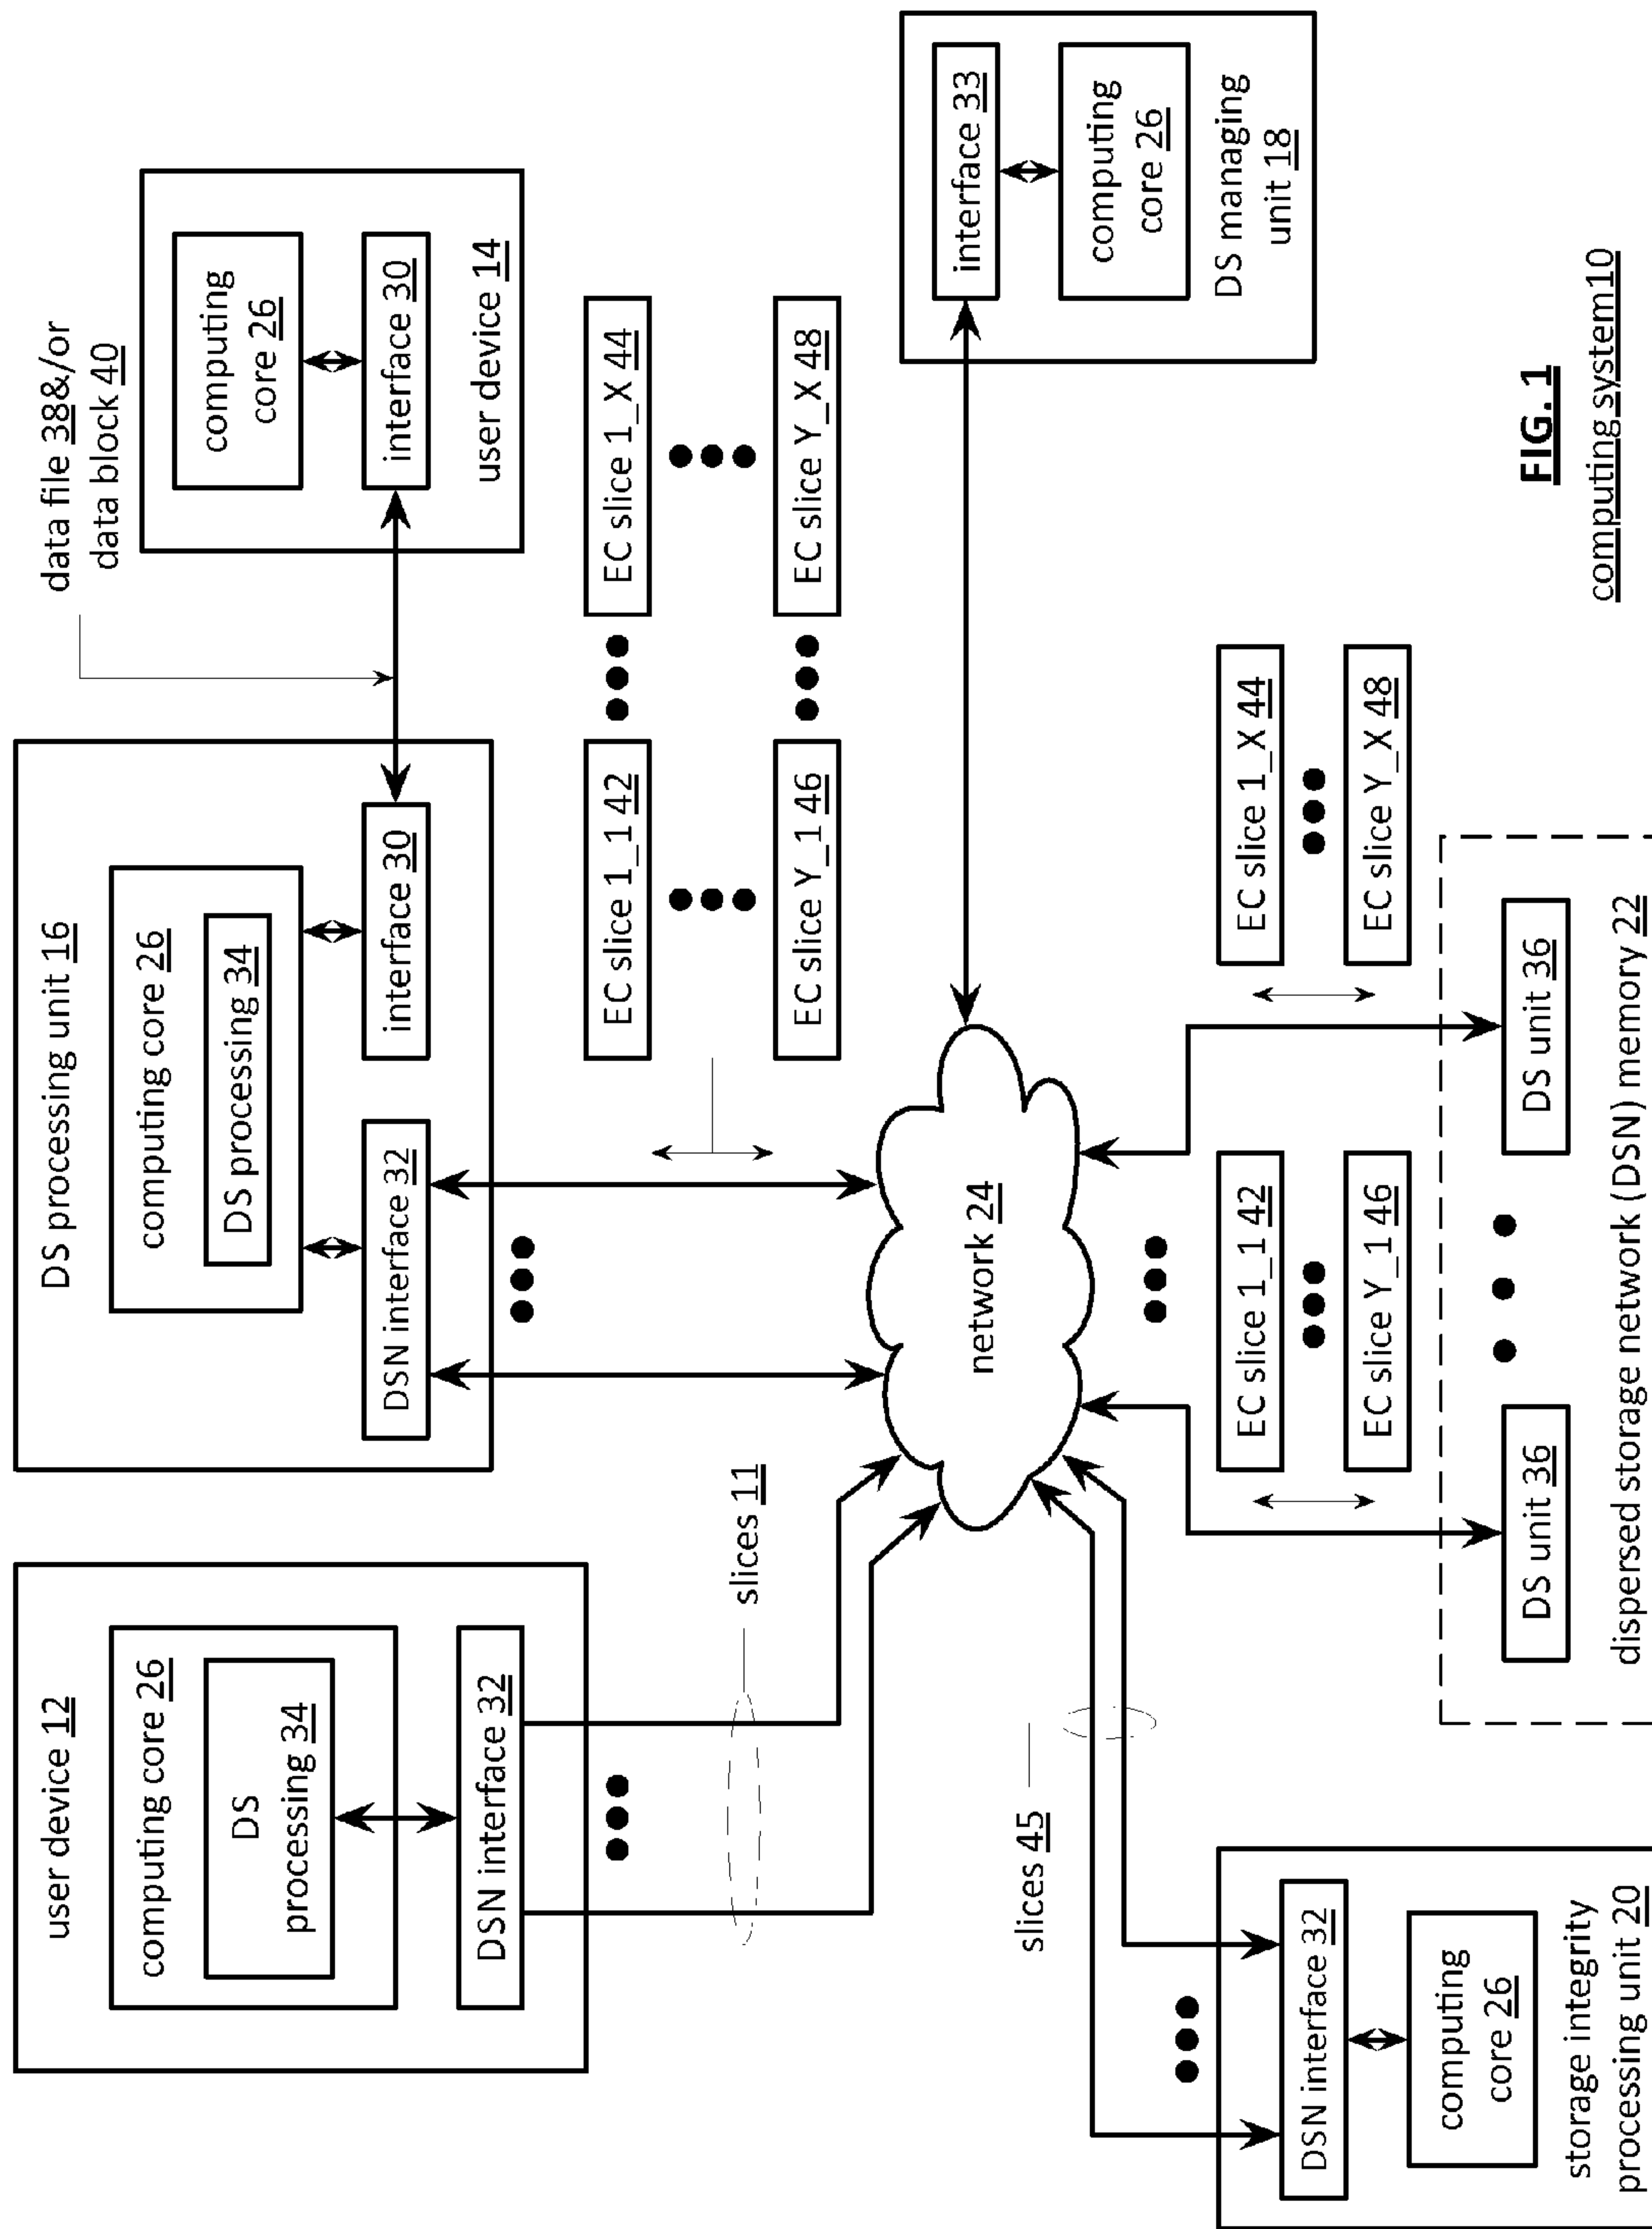 user device 12
computing core 26
DS
processing 34
DSN interface 32
slices 11
DS processing unit 16
computing core 26
DS processing 34
DSN interface 32
interface 30
data file 38&/or
data block 40
computing
core 26
interface 30
user device 14
EC slice 1_1 42
EC slice 1_X 44
EC slice Y_1 46
EC slice Y_X 48
network 24
interface 33
computing
core 26
DS managing
unit 18
slices 45
DSN interface 32
computing
core 26
storage integrity
processing unit 20
EC slice 1_1 42
EC slice Y_1 46
EC slice 1_X 44
EC slice Y_X 48
DS unit 36
DS unit 36
dispersed storage network (DSN) memory 22
FIG. 1
computing system10